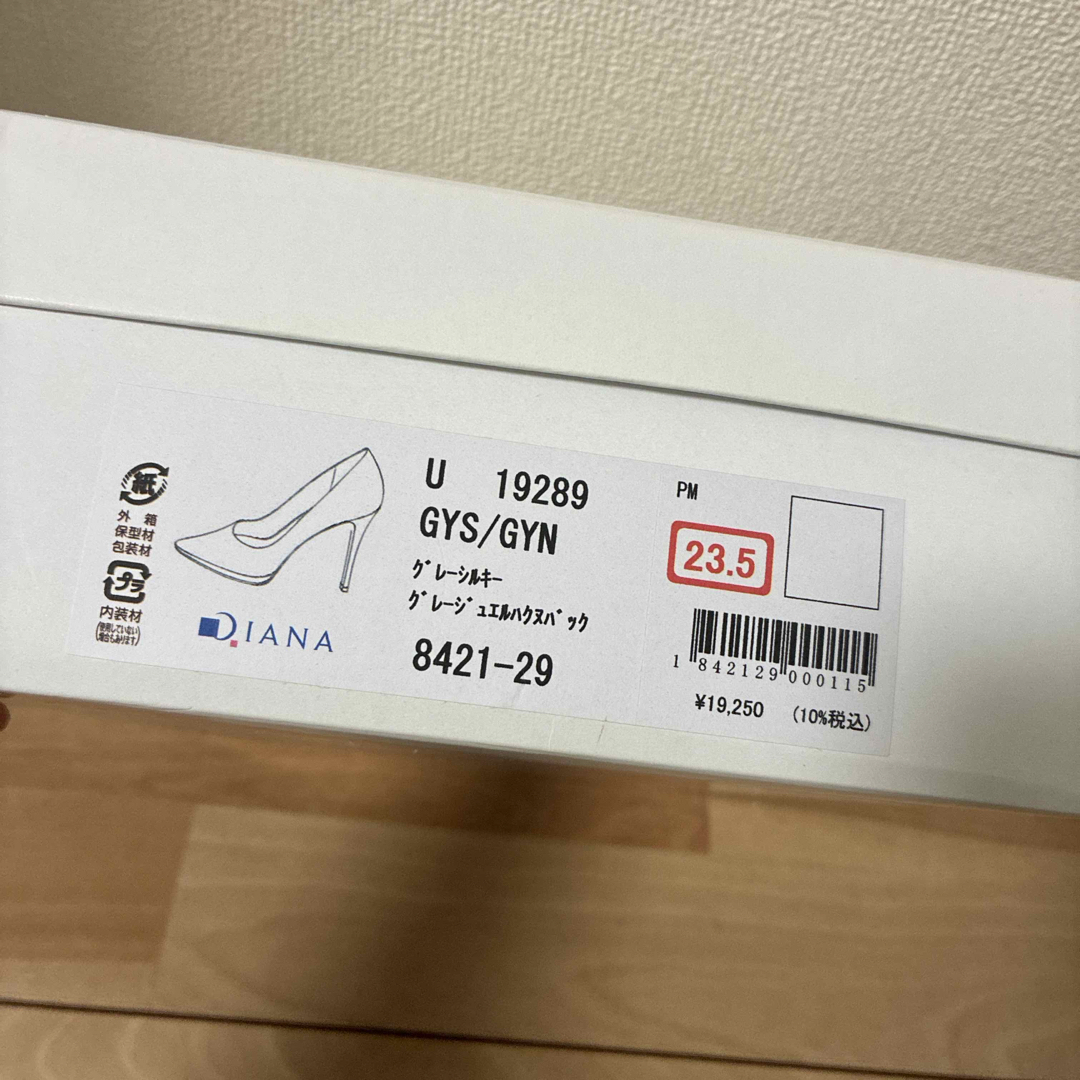 紙
外 箱
保型材
包装材
プラ
内装材
(使用していない
場合もあります)
DIANA
U 19289
GYS/GYN
グレーシルキー
グレージュエルハクヌバック
8421-29
PM
23.5
1 842129 000115
¥19,250 (10%税込)